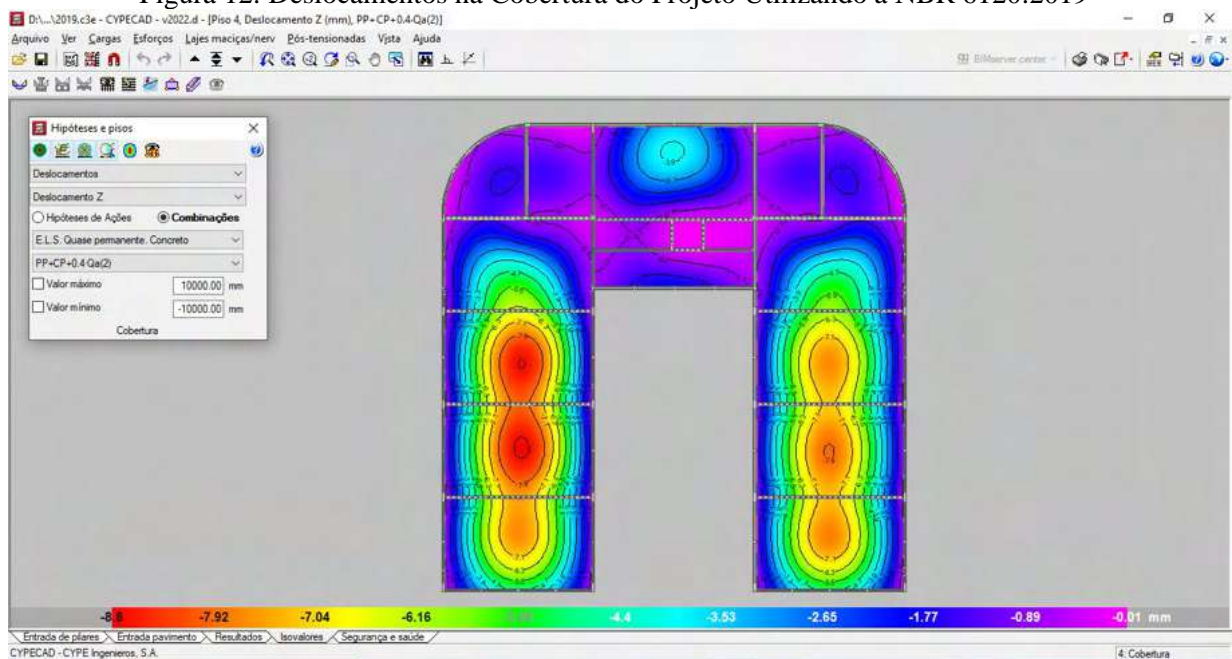 Figura 12: Deslocamentos na Cobertura do Projeto Utilizando a NBR 6120:2019
D:\...\2019.c3e - CYPECAD - v2022.d - [Piso 4, Deslocamento Z (mm), PP+CP+0.4·Qa(2)]
Arquivo Ver Cargas Esforços Lajes maciças/nerv Pós-tensionadas Vista Ajuda
BIMserver.center
Hipóteses e pisos
Deslocamentos
Deslocamento Z
Hipóteses de Ações Combinações
E.L.S. Quase permanente. Concreto
PP+CP+0.4·Qa(2)
Valor máximo 10000.00 mm
Valor mínimo -10000.00 mm
Cobertura
-8.8 -7.92 -7.04 -6.16 -4.4 -3.53 -2.65 -1.77 -0.89 -0.01 mm
Entrada de pilares Entrada pavimento Resultados Isovalores Segurança e saúde
CYPECAD - CYPE Ingenieros, S.A. 4: Cobertura